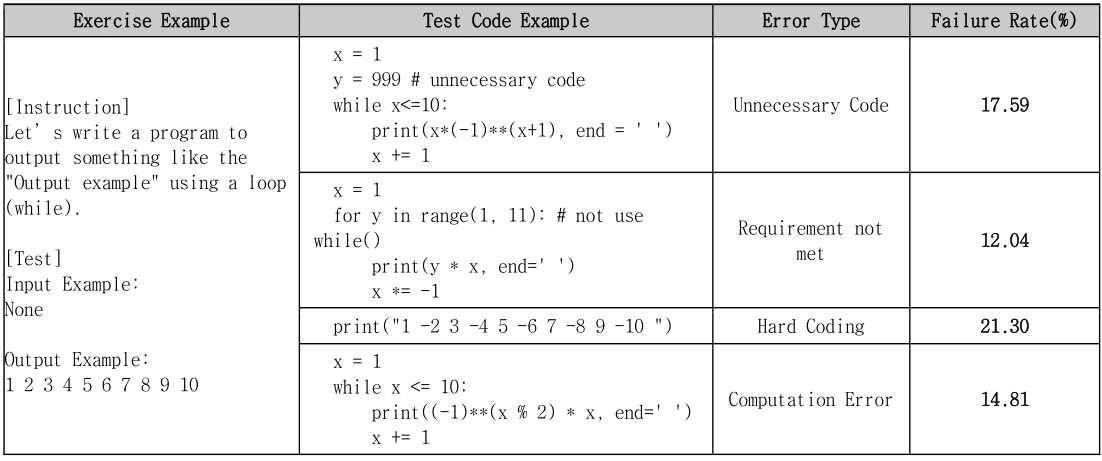 Exercise Example Test Code Example Error Type Failure Rate(%)
[Instruction]
Let's write a program to
output something like the
"Output example" using a loop
(while).
[Test]
Input Example:
None
Output Example:
1 2 3 4 5 6 7 8 9 10
x = 1
y = 999 # unnecessary code
while x<=10:
print(x*(-1)**(x+1), end = ' ')
x += 1
Unnecessary Code
17.59
x = 1
for y in range(1, 11): # not use
while()
print(y * x, end=' ')
x *= -1
Requirement not
met
12.04
print("1 -2 3 -4 5 -6 7 -8 9 -10 ")
Hard Coding
21.30
x = 1
while x <= 10:
print((-1)**(x % 2) * x, end=' ')
x += 1
Computation Error
14.81